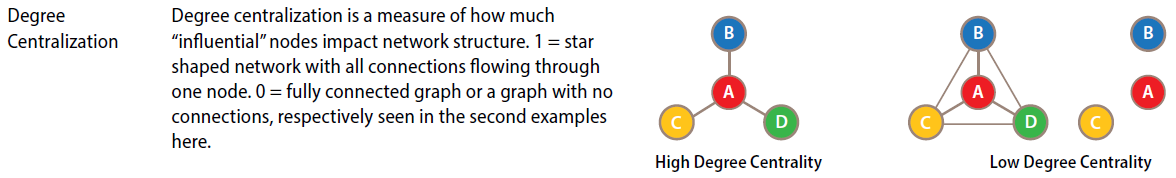 Degree
Centralization
Degree centralization is a measure of how much
“influential” nodes impact network structure. 1 = star
shaped network with all connections flowing through
one node. 0 = fully connected graph or a graph with no
connections, respectively seen in the second examples
here.
B
A
C
D
High Degree Centrality
B
A
C
D
B
A
C
Low Degree Centrality